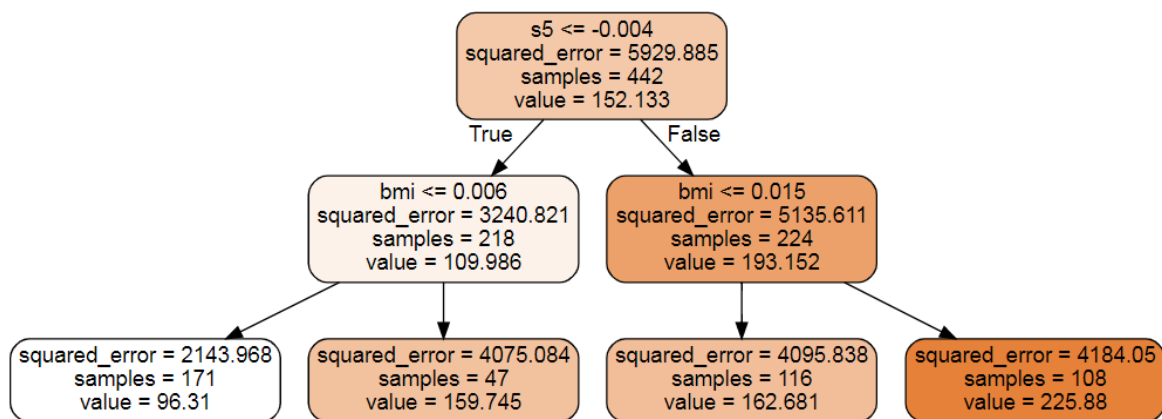 s5 <= -0.004
squared_error = 5929.885
samples = 442
value = 152.133
True
False
bmi <= 0.006
squared_error = 3240.821
samples = 218
value = 109.986
bmi <= 0.015
squared_error = 5135.611
samples = 224
value = 193.152
squared_error = 2143.968
samples = 171
value = 96.31
squared_error = 4075.084
samples = 47
value = 159.745
squared_error = 4095.838
samples = 116
value = 162.681
squared_error = 4184.05
samples = 108
value = 225.88